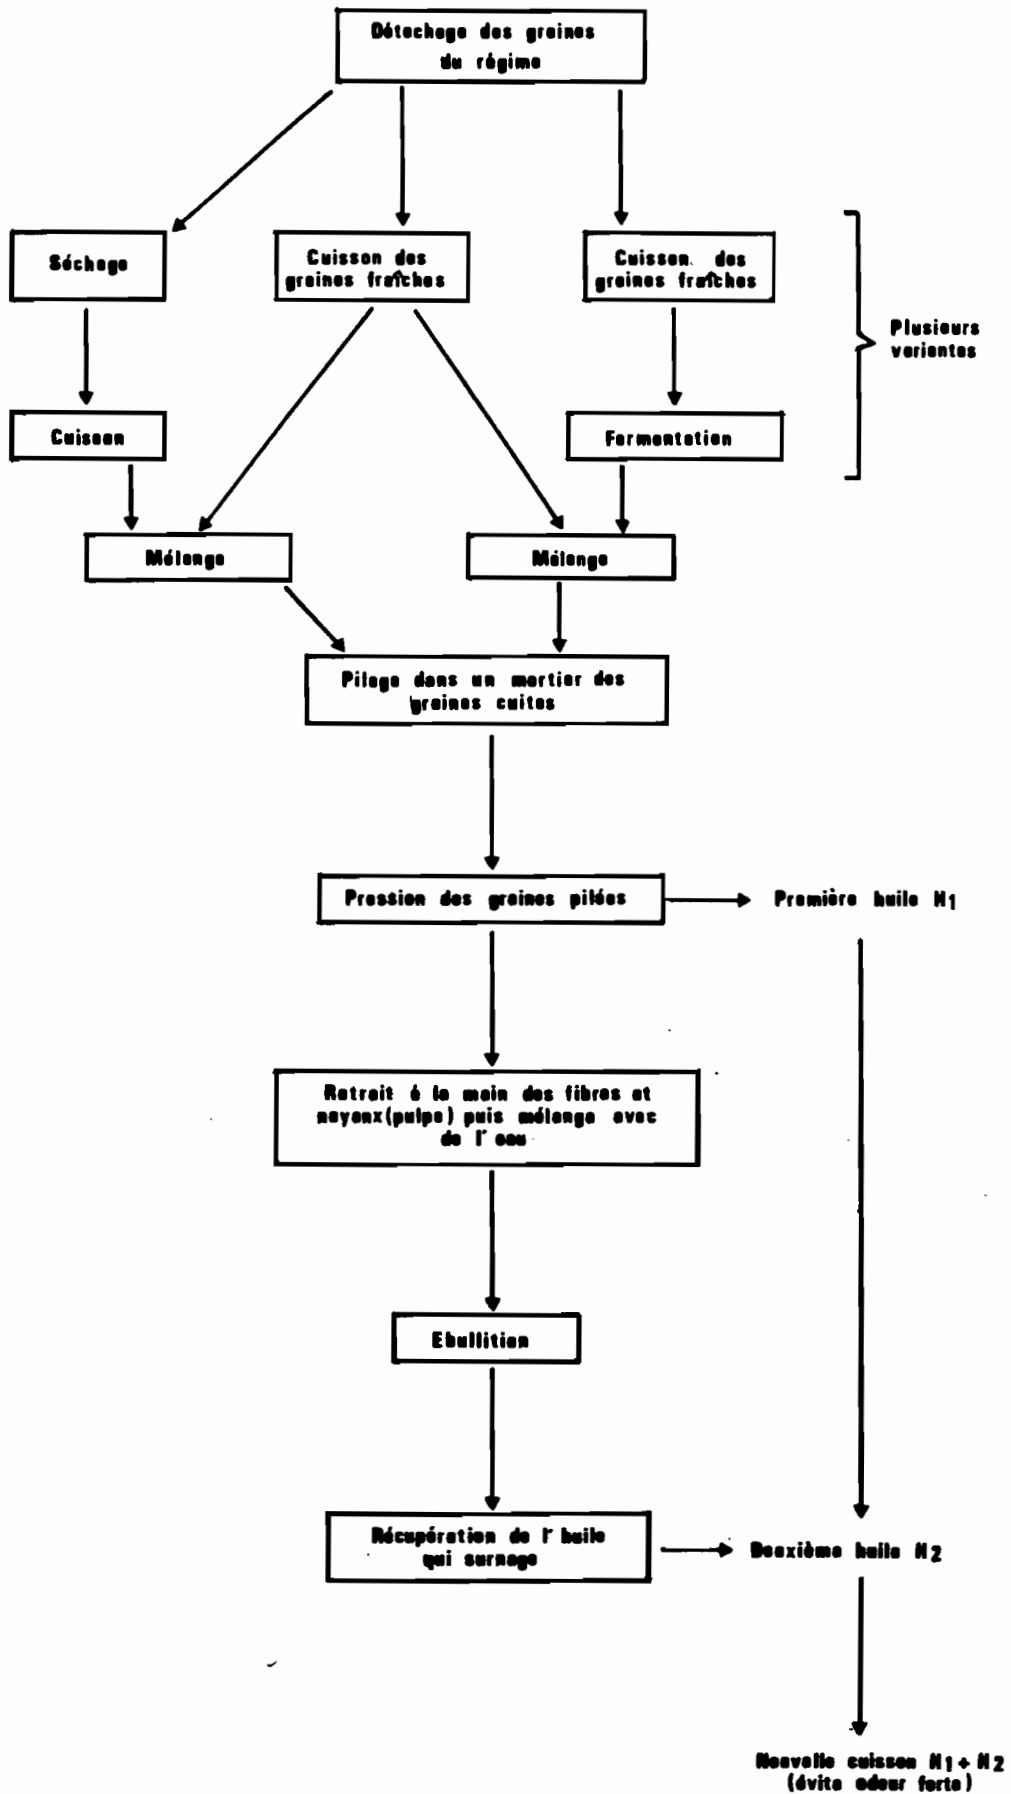 Détachage des graines
du régime
Séchage
Cuisson des
graines fraîches
Cuisson des
graines fraîches
Plusieurs
variantes
Cuisson
Fermentation
Mélange
Mélange
Pilage dans un mortier des
graines cuites
Pression des graines pilées
Première huile H1
Retrait à la main des fibres et
noyaux (pulpe) puis mélange avec
de l'eau
Ebullition
Récupération de l'huile
qui surnage
Deuxième huile H2
Nouvelle cuisson H1 + H2
(évite odeur forte)